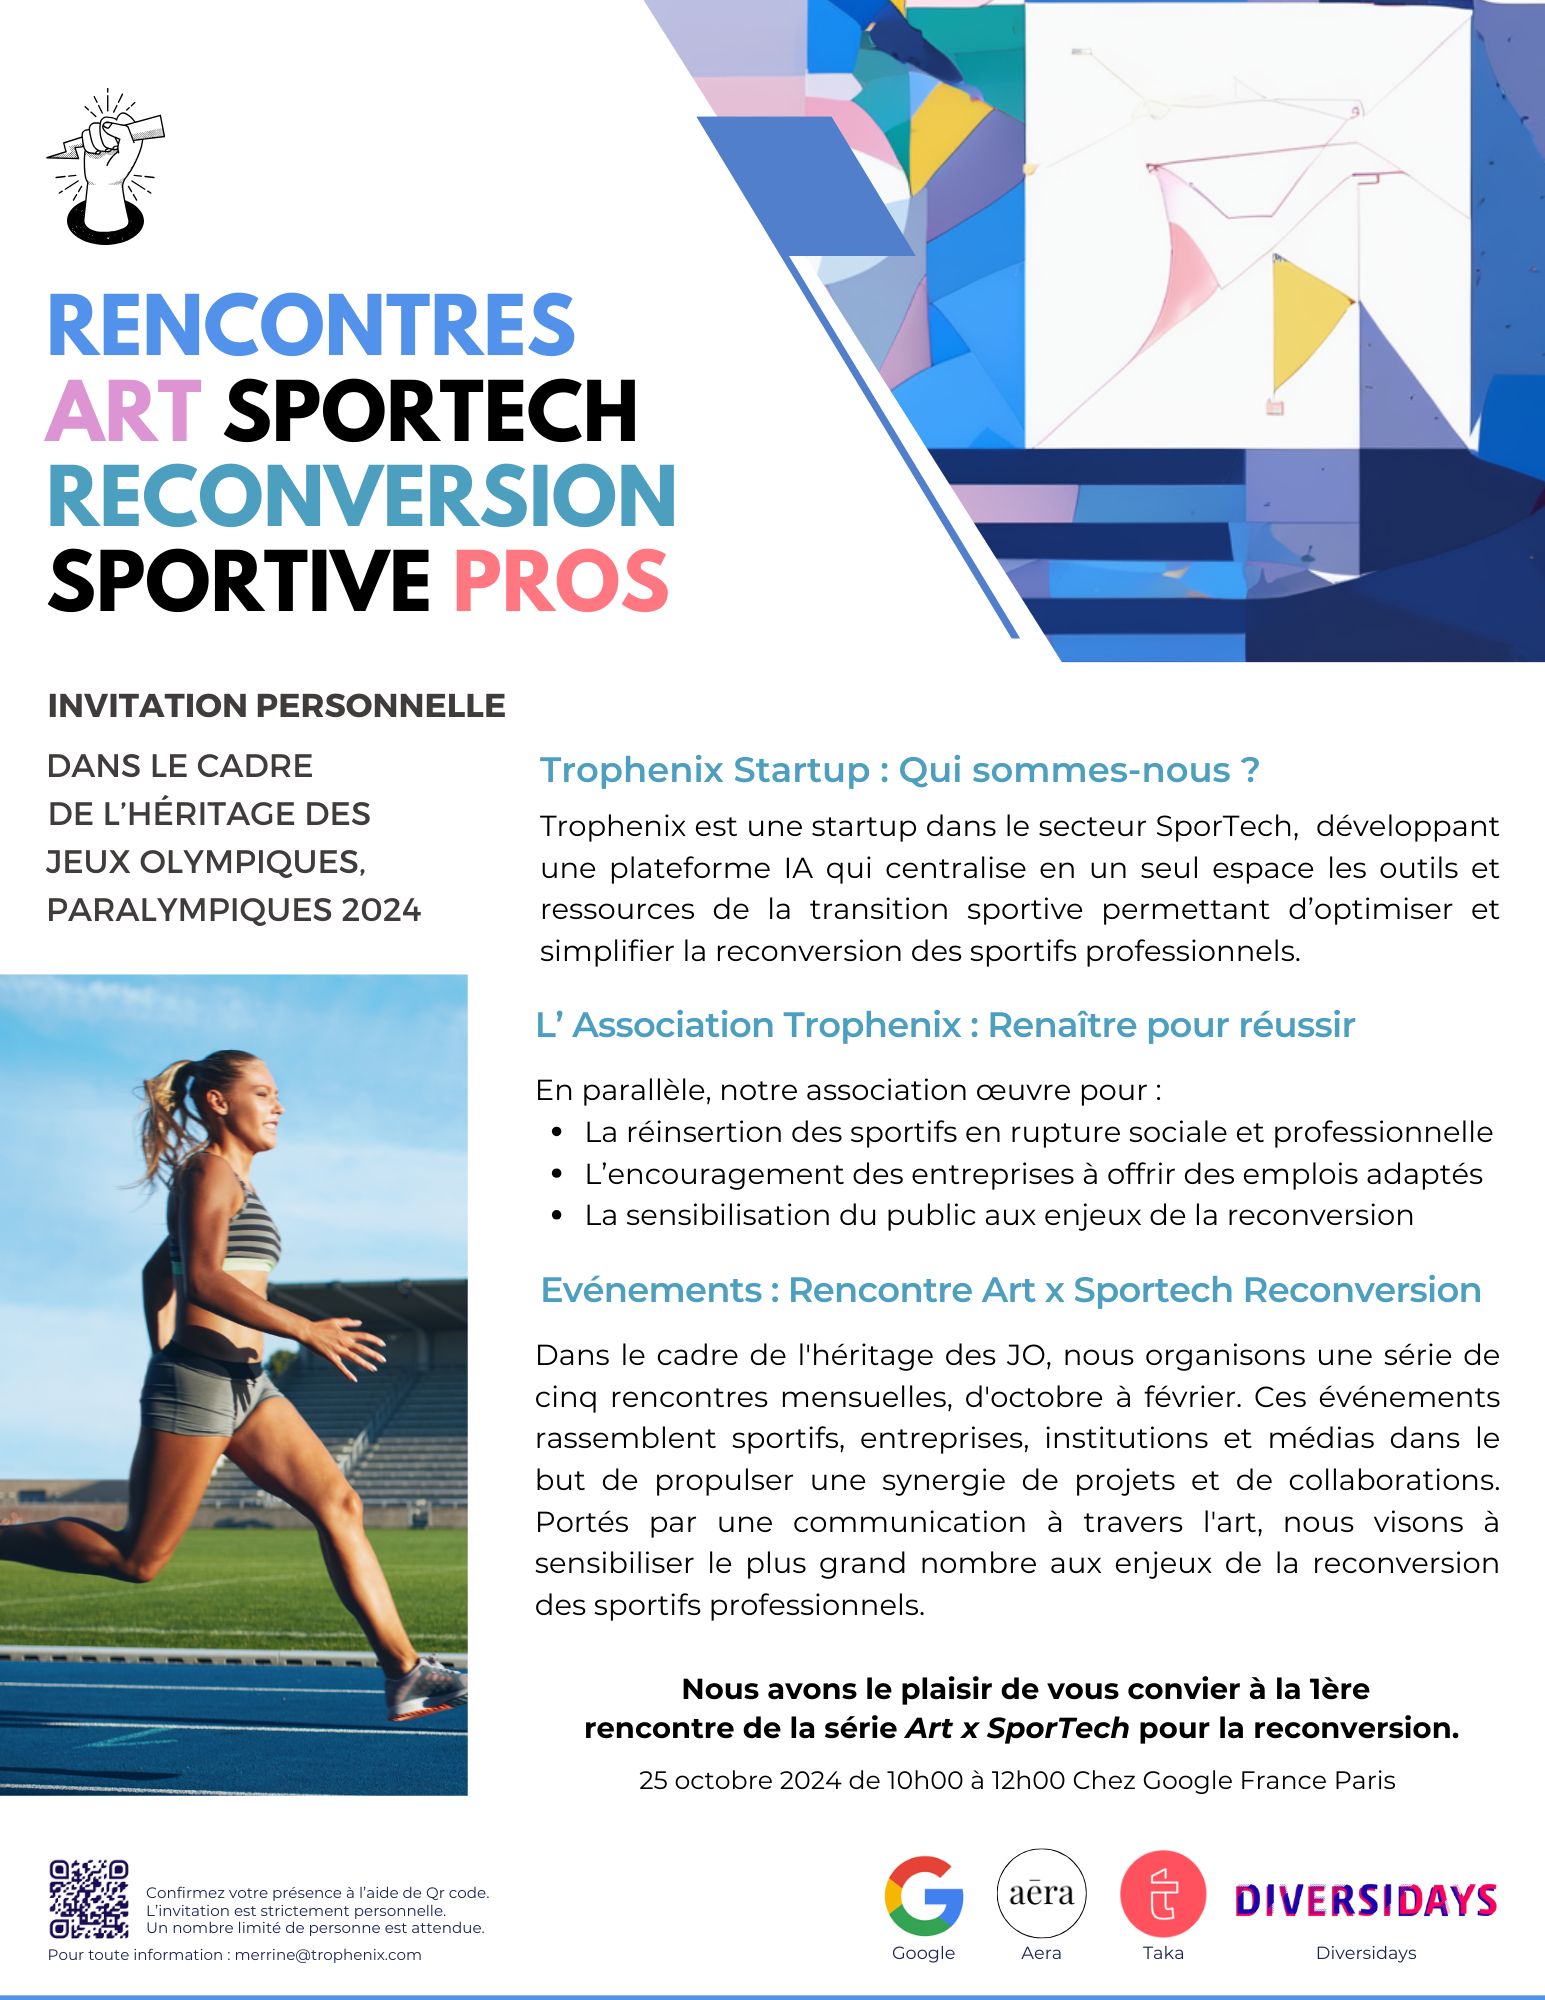 RENCONTRES
ART SPORTECH
RECONVERSION
SPORTIVE PROS
INVITATION PERSONNELLE
DANS LE CADRE
DE L’HÉRITAGE DES
JEUX OLYMPIQUES,
PARALYMPIQUES 2024
Trophenix Startup : Qui sommes-nous ?
Trophenix est une startup dans le secteur SporTech, développant
une plateforme IA qui centralise en un seul espace les outils et
ressources de la transition sportive permettant d’optimiser et
simplifier la reconversion des sportifs professionnels.
L’ Association Trophenix : Renaître pour réussir
En parallèle, notre association œuvre pour :
• La réinsertion des sportifs en rupture sociale et professionnelle
• L’encouragement des entreprises à offrir des emplois adaptés
• La sensibilisation du public aux enjeux de la reconversion
Evénements : Rencontre Art x Sportech Reconversion
Dans le cadre de l'héritage des JO, nous organisons une série de
cinq rencontres mensuelles, d'octobre à février. Ces événements
rassemblent sportifs, entreprises, institutions et médias dans le
but de propulser une synergie de projets et de collaborations.
Portés par une communication à travers l'art, nous visons à
sensibiliser le plus grand nombre aux enjeux de la reconversion
des sportifs professionnels.
Nous avons le plaisir de vous convier à la 1ère
rencontre de la série Art x SporTech pour la reconversion.
25 octobre 2024 de 10h00 à 12h00 Chez Google France Paris
Confirmez votre présence à l’aide de Qr code.
L’invitation est strictement personnelle.
Un nombre limité de personne est attendue.
Pour toute information : merrine@trophenix.com
G
aēra
t
DIVERSIDAYS
Google
Aera
Taka
Diversidays